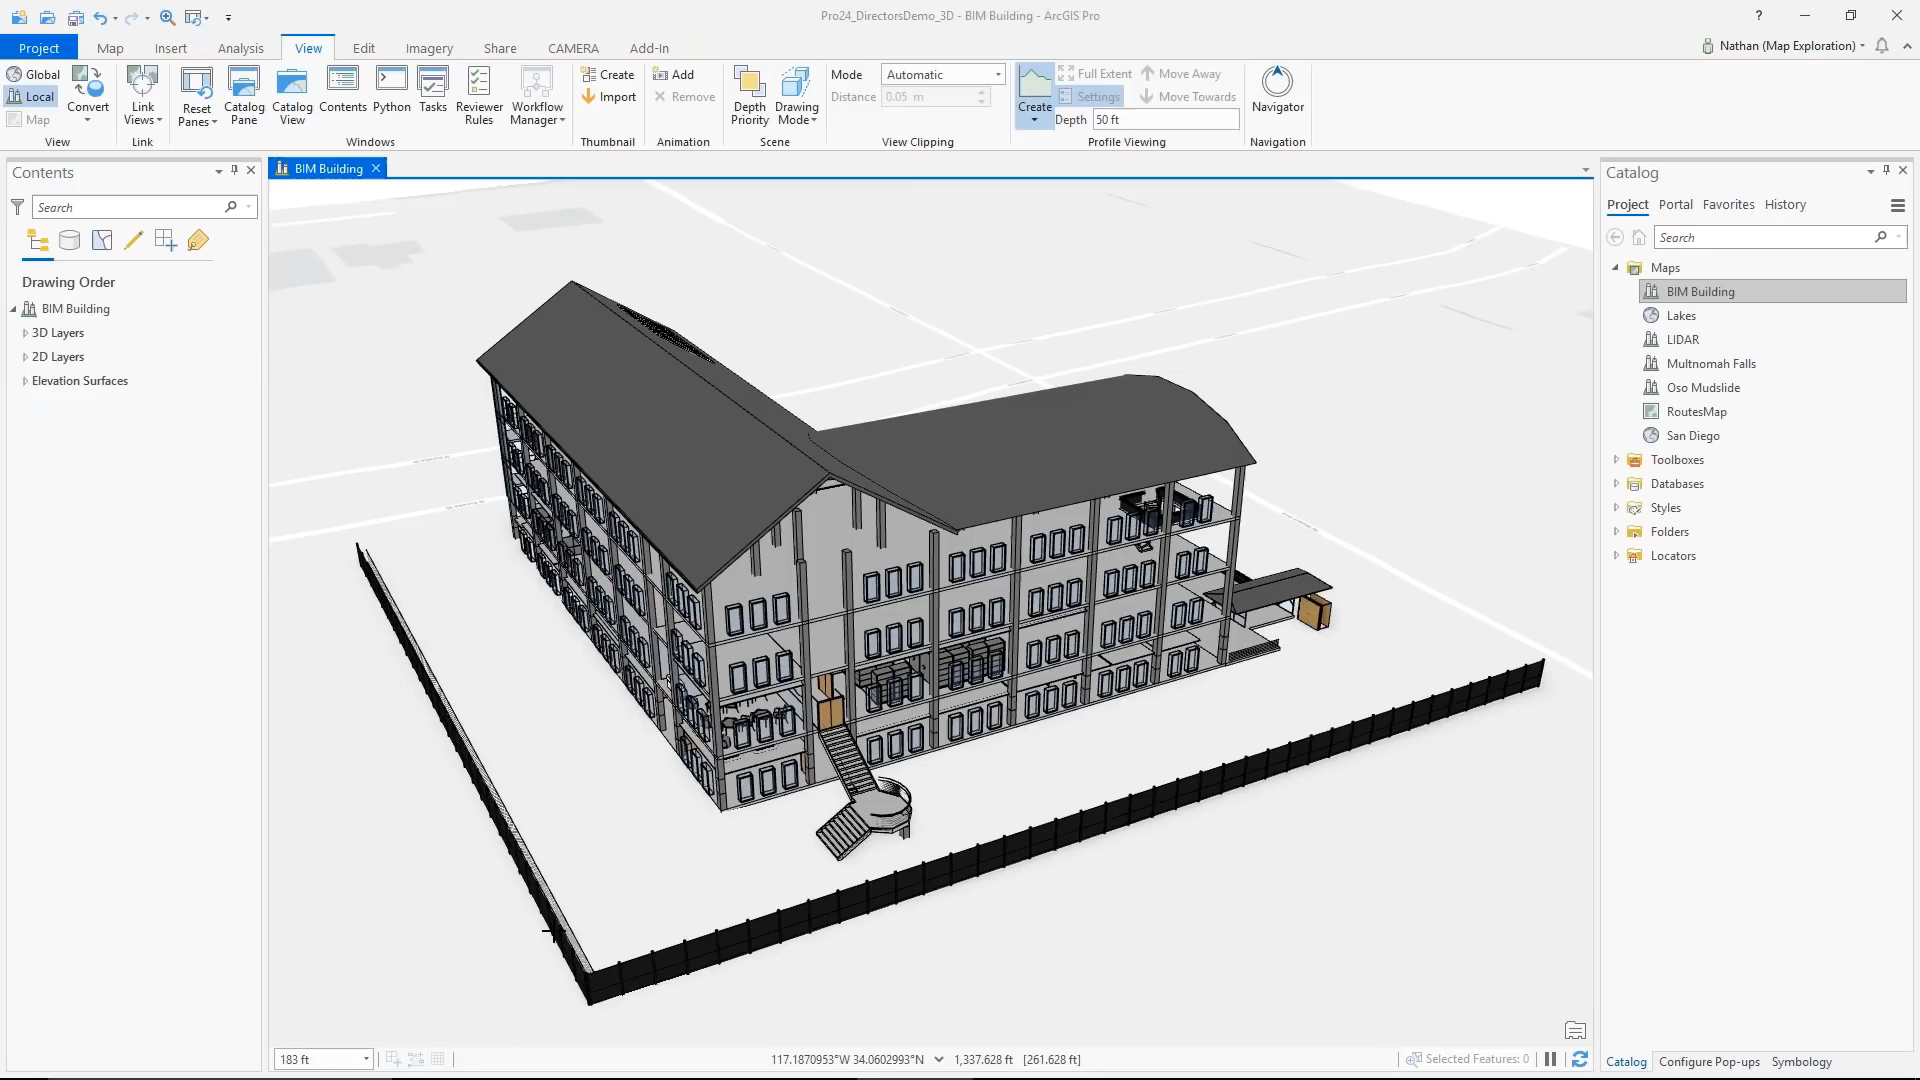 Pro24_DirectorsDemo_3D - BIM Building - ArcGIS Pro
?
Project Map Insert Analysis View Edit Imagery Share CAMERA Add-In
Nathan (Map Exploration)
Global
Local
Map
Convert
Link Views
Reset Panes
Catalog Pane
Catalog View
Contents
Python
Tasks
Reviewer Rules
Workflow Manager
Create
Import
Add
Remove
Depth Priority
Drawing Mode
Mode Automatic
Distance 0.05 m
Create
Full Extent
Settings
Move Away
Move Towards
Depth 50 ft
Navigator
View Link Windows Thumbnail Animation Scene View Clipping Profile Viewing Navigation
Contents
Search
Drawing Order
BIM Building
3D Layers
2D Layers
Elevation Surfaces
BIM Building
183 ft
117.1870953°W 34.0602993°N
1,337.628 ft [261.628 ft]
Selected Features: 0
Catalog
Project Portal Favorites History
Search
Maps
BIM Building
Lakes
LIDAR
Multnomah Falls
Oso Mudslide
RoutesMap
San Diego
Toolboxes
Databases
Styles
Folders
Locators
Catalog Configure Pop-ups Symbology